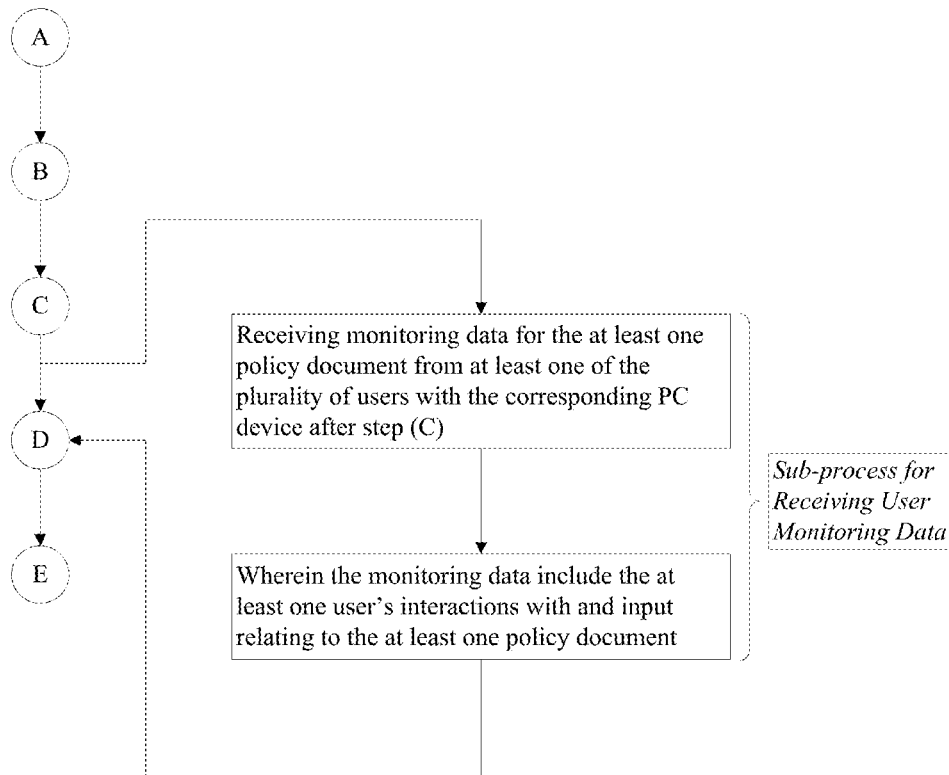 A
B
C
D
E
Receiving monitoring data for the at least one
policy document from at least one of the
plurality of users with the corresponding PC
device after step (C)
Wherein the monitoring data include the at
least one user’s interactions with and input
relating to the at least one policy document
Sub-process for
Receiving User
Monitoring Data